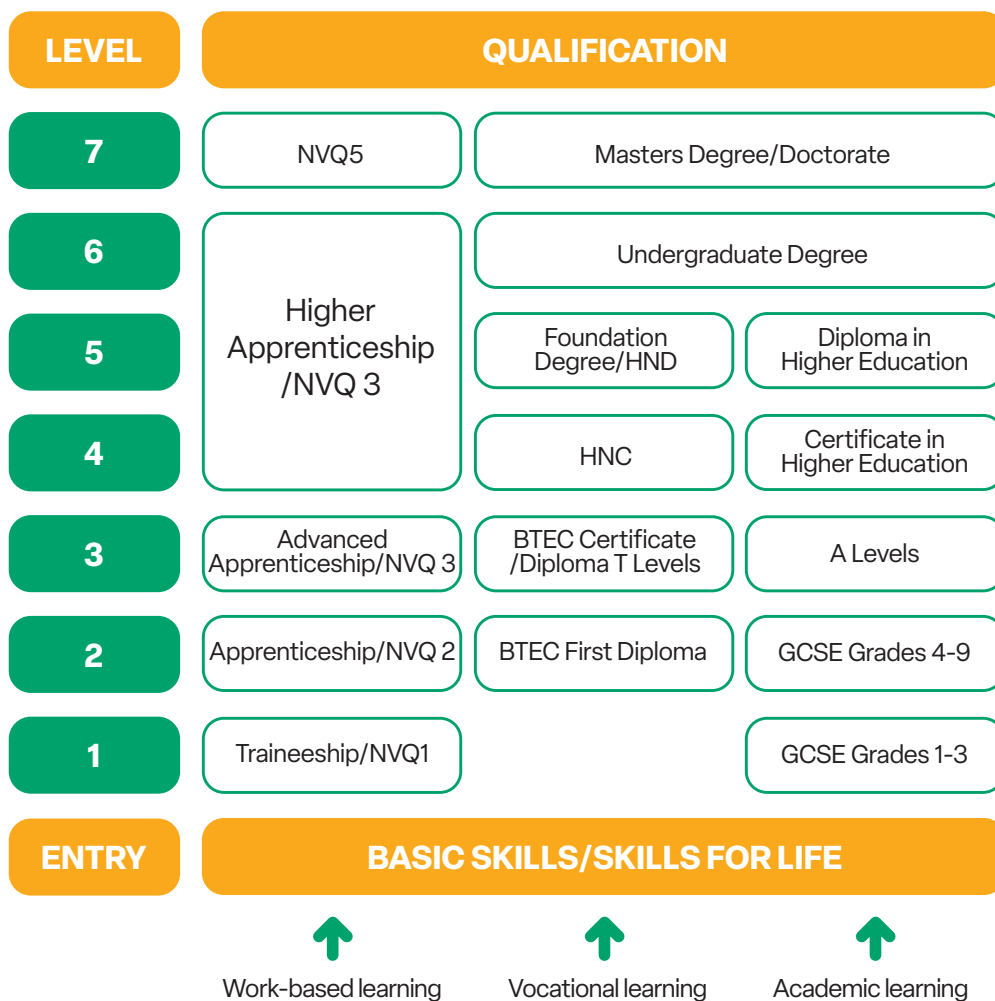 LEVEL
QUALIFICATION
7
NVQ5
Masters Degree/Doctorate
6
Undergraduate Degree
Higher
Apprenticeship
/NVQ 3
5
Foundation
Degree/HND
Diploma in
Higher Education
4
HNC
Certificate in
Higher Education
3
Advanced
Apprenticeship/NVQ 3
BTEC Certificate
/Diploma T Levels
A Levels
2
Apprenticeship/NVQ 2
BTEC First Diploma
GCSE Grades 4-9
1
Traineeship/NVQ1
GCSE Grades 1-3
ENTRY
BASIC SKILLS/SKILLS FOR LIFE
Work-based learning
Vocational learning
Academic learning